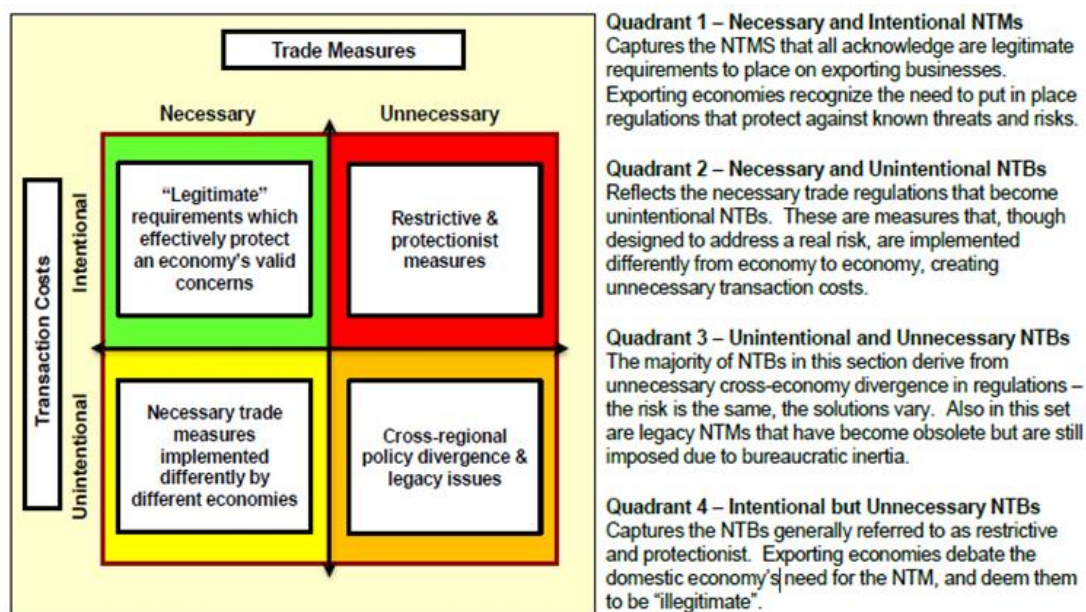 Trade Measures
Necessary
Unnecessary
Transaction Costs
Intentional
Unintentional
“Legitimate”
requirements which
effectively protect
an economy’s valid
concerns
Restrictive &
protectionist
measures
Necessary trade
measures
implemented
differently by
different economies
Cross-regional
policy divergence &
legacy issues
Quadrant 1 – Necessary and Intentional NTMs
Captures the NTMS that all acknowledge are legitimate
requirements to place on exporting businesses.
Exporting economies recognize the need to put in place
regulations that protect against known threats and risks.
Quadrant 2 – Necessary and Unintentional NTBs
Reflects the necessary trade regulations that become
unintentional NTBs. These are measures that, though
designed to address a real risk, are implemented
differently from economy to economy, creating
unnecessary transaction costs.
Quadrant 3 – Unintentional and Unnecessary NTBs
The majority of NTBs in this section derive from
unnecessary cross-economy divergence in regulations –
the risk is the same, the solutions vary. Also in this set
are legacy NTMs that have become obsolete but are still
imposed due to bureaucratic inertia.
Quadrant 4 – Intentional but Unnecessary NTBs
Captures the NTBs generally referred to as restrictive
and protectionist. Exporting economies debate the
domestic economy’s need for the NTM, and deem them
to be “illegitimate”.